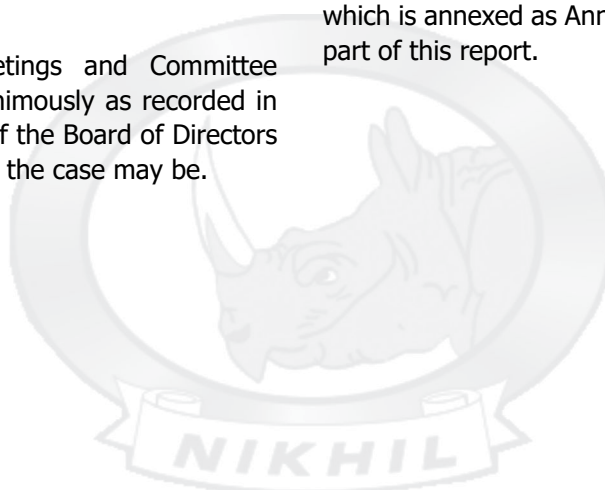 etings and Committee
nimously as recorded in
f the Board of Directors
the case may be.
which is annexed as Ann
part of this report.
NIKHIL